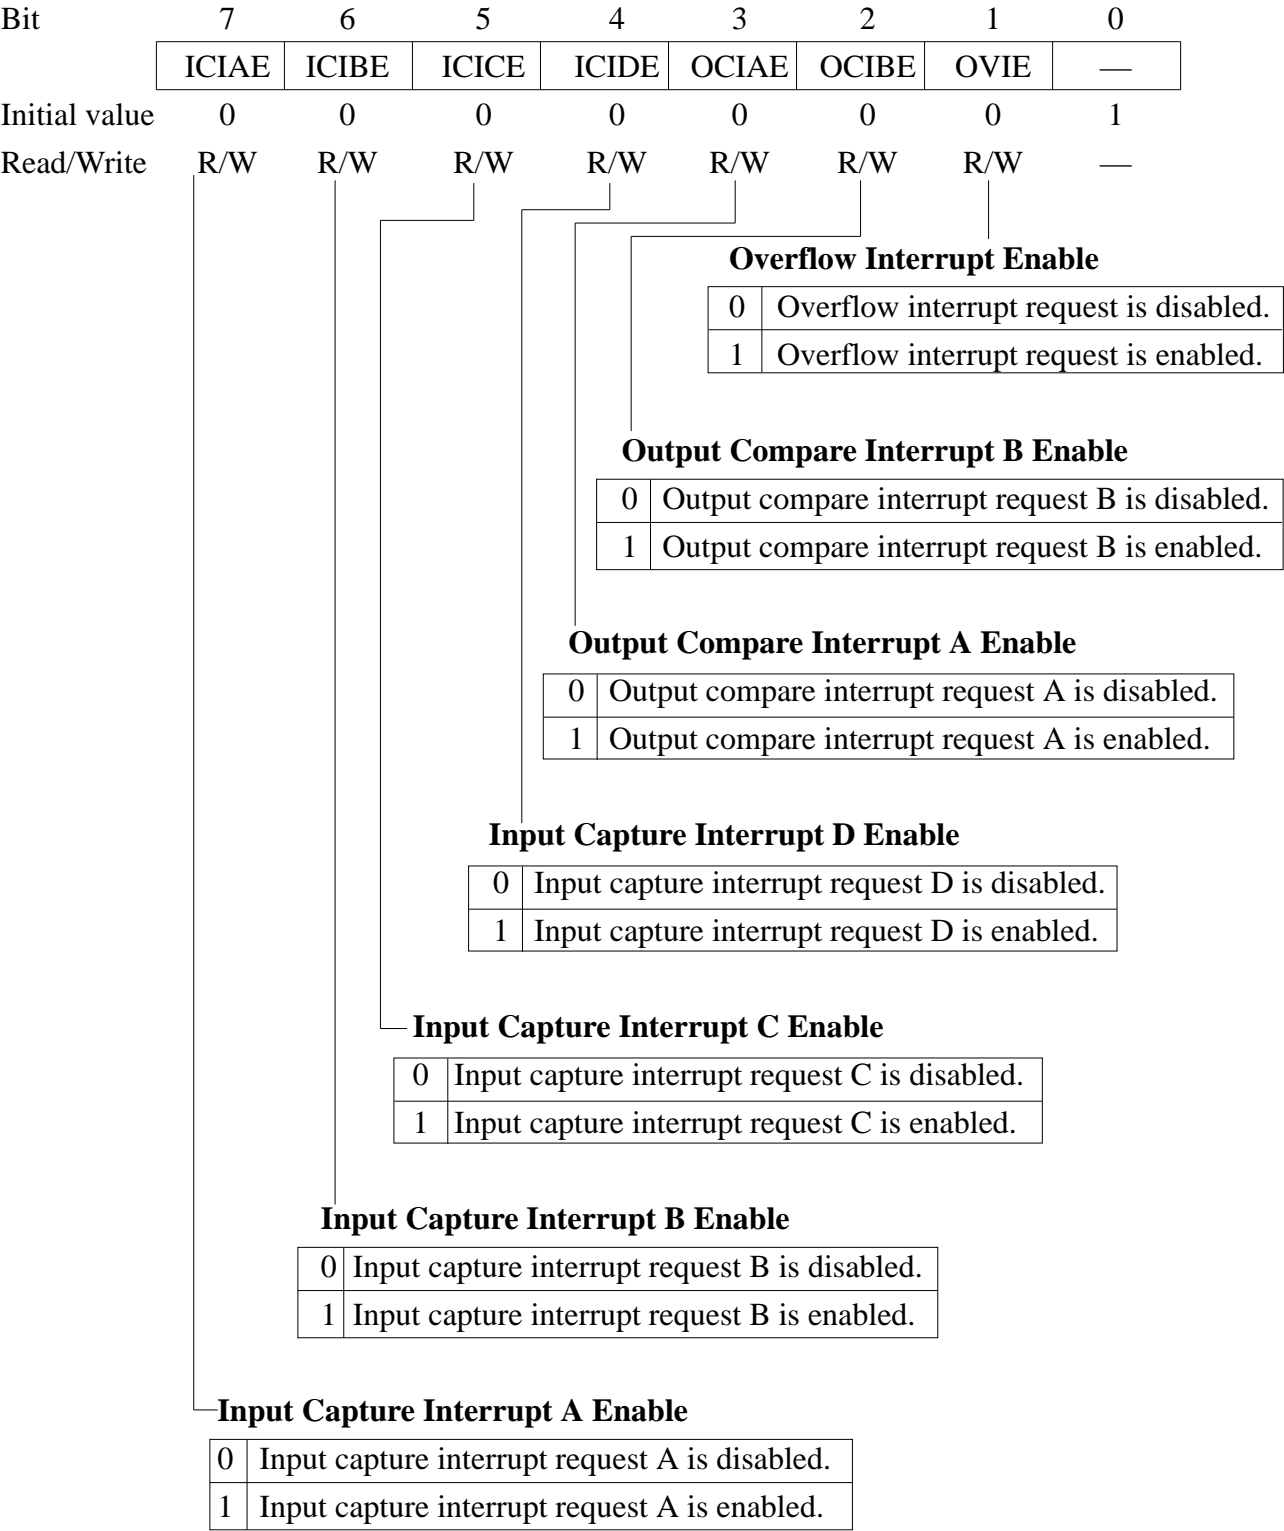 Bit 7 6 5 4 3 2 1 0
ICIAE ICIBE ICICE ICIDE OCIAE OCIBE OVIE —
Initial value 0 0 0 0 0 0 0 1
Read/Write R/W R/W R/W R/W R/W R/W R/W —
Overflow Interrupt Enable
0 Overflow interrupt request is disabled.
1 Overflow interrupt request is enabled.
Output Compare Interrupt B Enable
0 Output compare interrupt request B is disabled.
1 Output compare interrupt request B is enabled.
Output Compare Interrupt A Enable
0 Output compare interrupt request A is disabled.
1 Output compare interrupt request A is enabled.
Input Capture Interrupt D Enable
0 Input capture interrupt request D is disabled.
1 Input capture interrupt request D is enabled.
Input Capture Interrupt C Enable
0 Input capture interrupt request C is disabled.
1 Input capture interrupt request C is enabled.
Input Capture Interrupt B Enable
0 Input capture interrupt request B is disabled.
1 Input capture interrupt request B is enabled.
Input Capture Interrupt A Enable
0 Input capture interrupt request A is disabled.
1 Input capture interrupt request A is enabled.